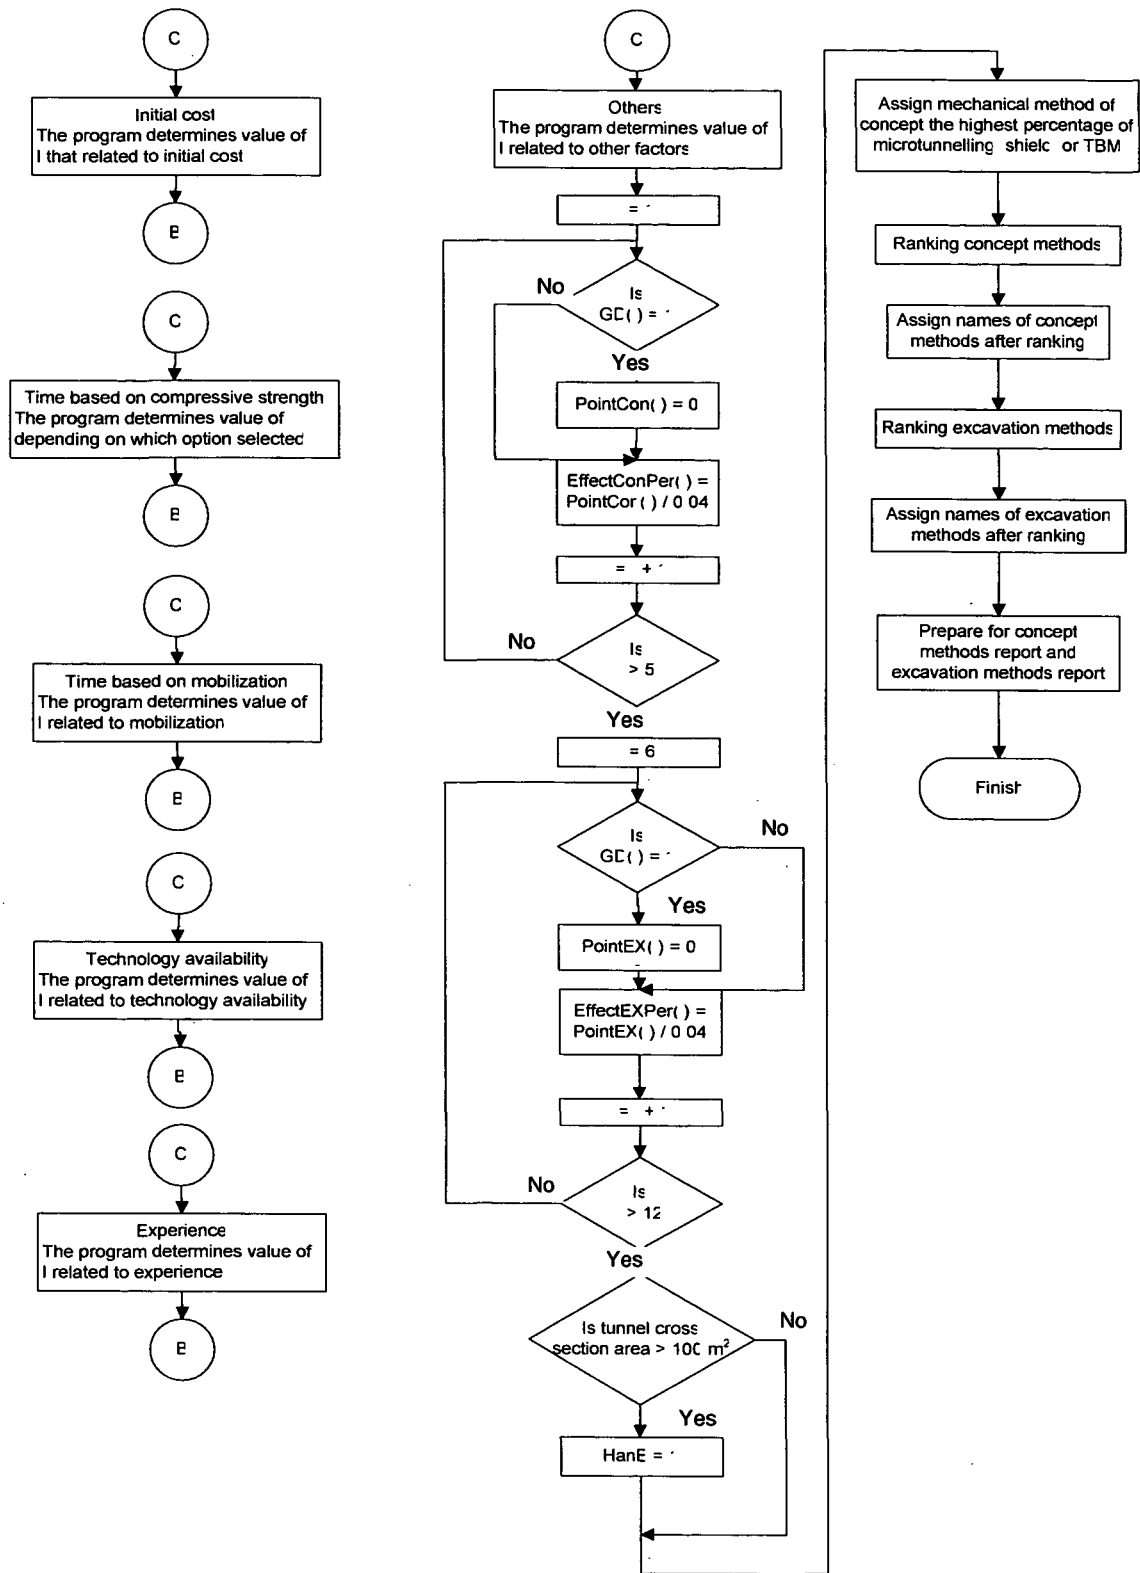 C
Initial cost
The program determines value of
I that related to initial cost
B
C
Time based on compressive strength
The program determines value of
depending on which option selected
B
C
Time based on mobilization
The program determines value of
I related to mobilization
B
C
Technology availability
The program determines value of
I related to technology availability
B
C
Experience
The program determines value of
I related to experience
B
C
Others
The program determines value of
I related to other factors
=
Is
GD( ) =
No
Yes
PointCon( ) = 0
EffectConPer( ) =
PointCon( ) / 0 04
= +
Is
> 5
No
Yes
= 6
Is
GD( ) =
No
Yes
PointEX( ) = 0
EffectEXPer( ) =
PointEX( ) / 0 04
= +
Is
> 12
No
Yes
Is tunnel cross
section area > 100 m²
No
Yes
HanE =
Assign mechanical method of
concept the highest percentage of
microtunnelling shield or TBM
Ranking concept methods
Assign names of concept
methods after ranking
Ranking excavation methods
Assign names of excavation
methods after ranking
Prepare for concept
methods report and
excavation methods report
Finish